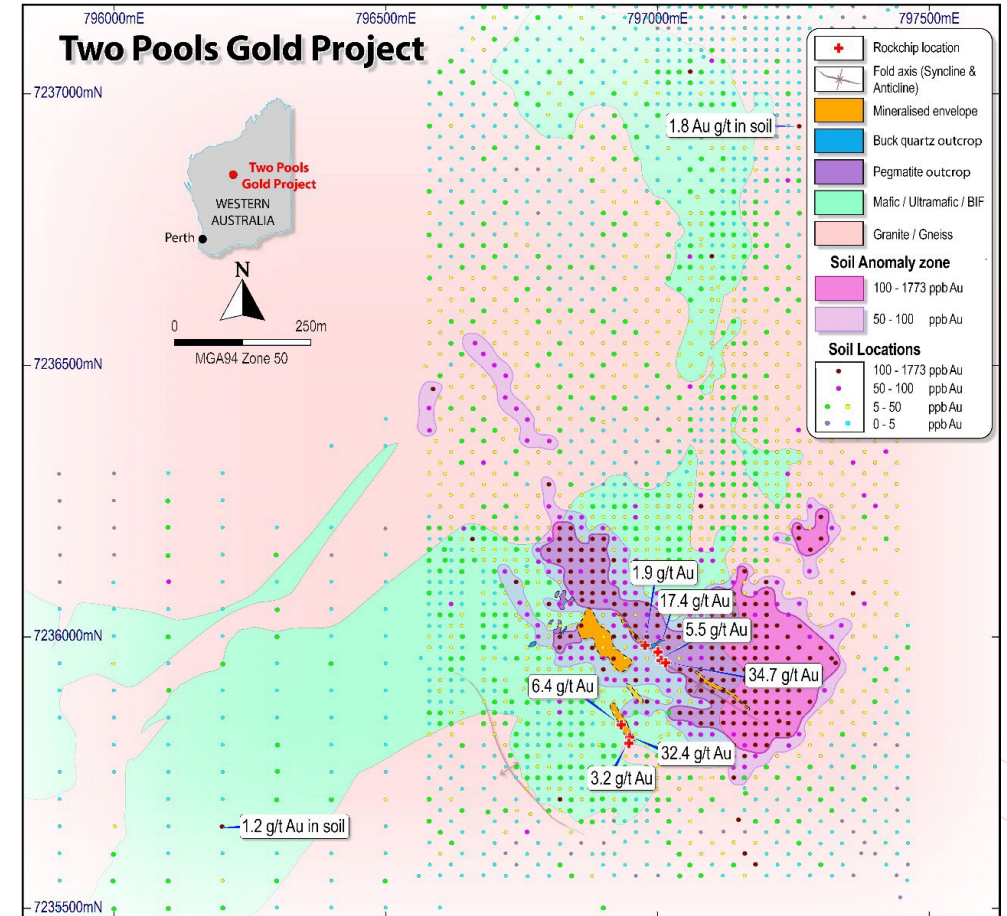 796000mE
796500mE
797000mE
797500mE
Two Pools Gold Project
7237000mN
7236500mN
7236000mN
7235500mN
Two Pools
Gold Project
WESTERN
AUSTRALIA
Perth
N
0
250m
MGA94 Zone 50
Rockchip location
Fold axis (Syncline &
Anticline)
Mineralised envelope
Buck quartz outcrop
Pegmatite outcrop
Mafic / Ultramafic / BIF
Granite / Gneiss
Soil Anomaly zone
100 - 1773 ppb Au
50 - 100 ppb Au
Soil Locations
100 - 1773 ppb Au
50 - 100 ppb Au
5 - 50 ppb Au
0 - 5 ppb Au
1.8 Au g/t in soil
1.9 g/t Au
17.4 g/t Au
5.5 g/t Au
34.7 g/t Au
6.4 g/t Au
32.4 g/t Au
3.2 g/t Au
1.2 g/t Au in soil